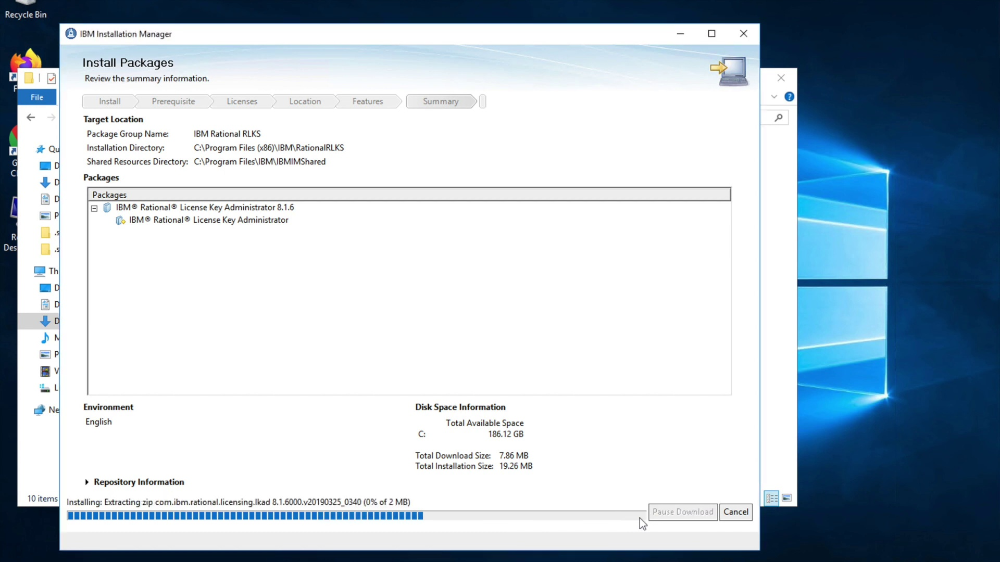 Recycle Bin
IBM Installation Manager
Install Packages
Review the summary information.
File
Install
Prerequisite
Licenses
Location
Features
Summary
Target Location
Package Group Name: IBM Rational RLKS
Installation Directory: C:\Program Files (x86)\IBM\RationalRLKS
Shared Resources Directory: C:\Program Files\IBM\IBMIMShared
Packages
Packages
IBM® Rational® License Key Administrator 8.1.6
IBM® Rational® License Key Administrator
Qu
D
D
D
P
.s
.s
Th
D
D
D
M
P
V
L
Ne
Des
Environment
English
Disk Space Information
Total Available Space
C: 186.12 GB
Total Download Size: 7.86 MB
Total Installation Size: 19.26 MB
Repository Information
10 items
Installing: Extracting zip com.ibm.rational.licensing.lkad 8.1.6000.v20190325_0340 (0% of 2 MB)
Pause Download
Cancel